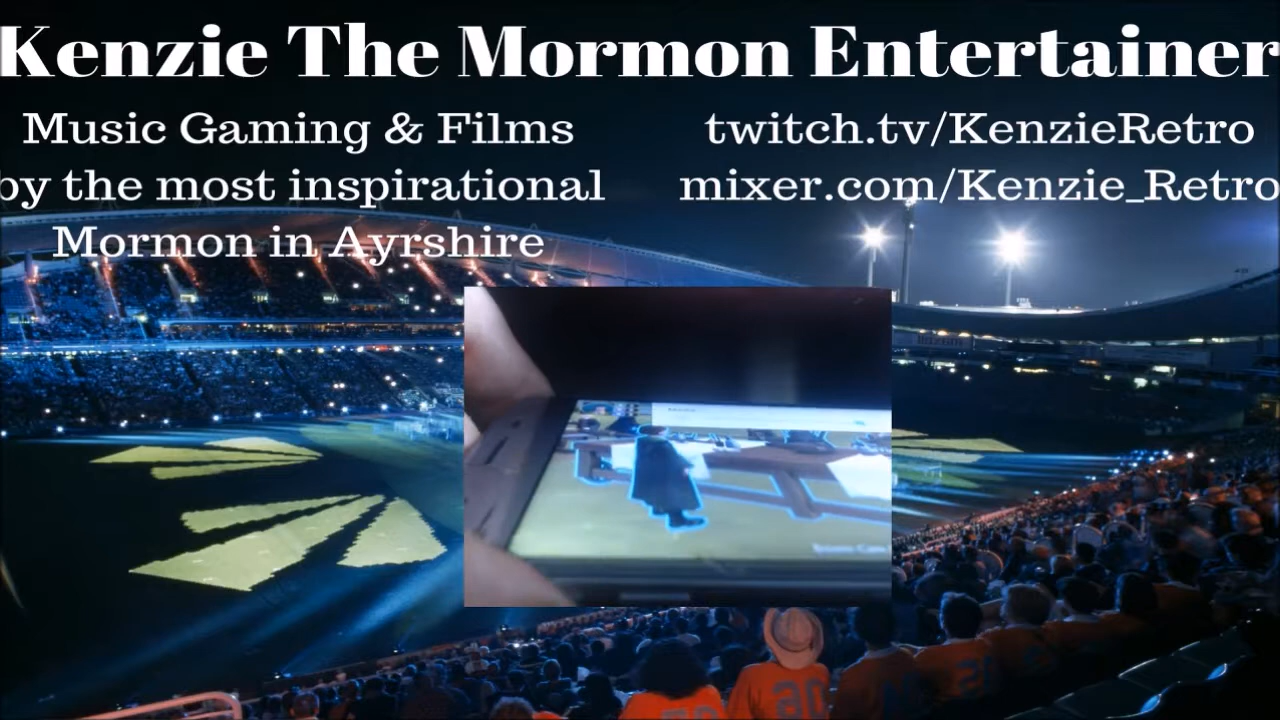 Kenzie The Mormon Entertainer
Music Gaming & Films
by the most inspirational
Mormon in Ayrshire
twitch.tv/KenzieRetro
mixer.com/Kenzie_Retro